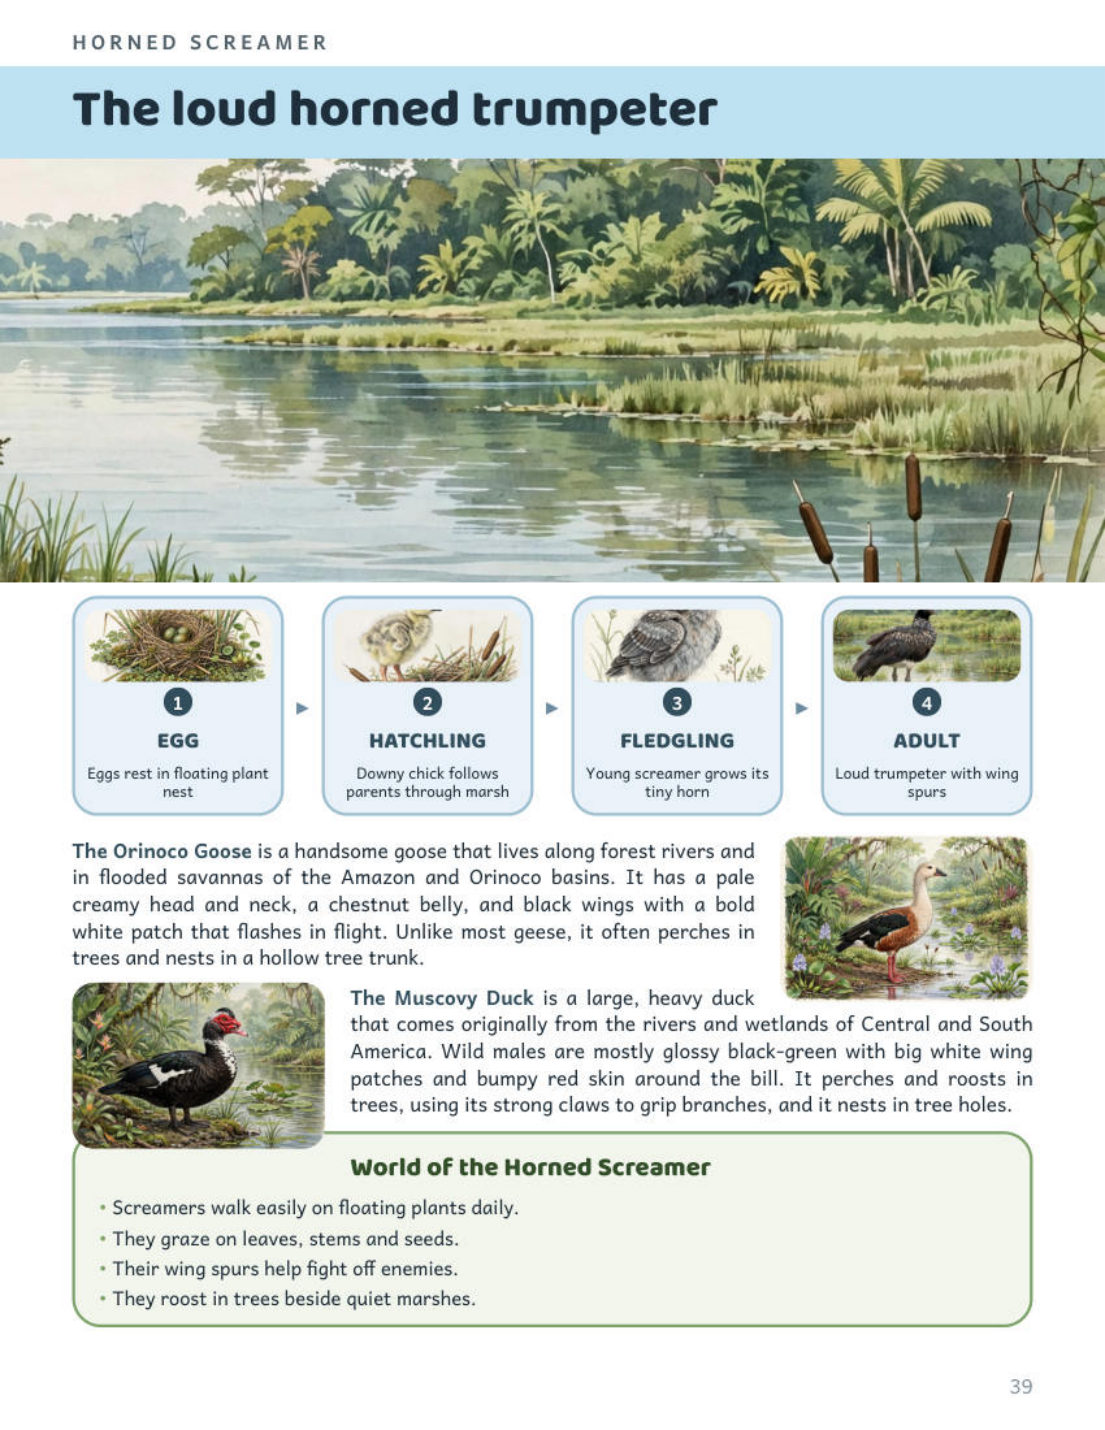 HORNED SCREAMER
The loud horned trumpeter
1
EGG
Eggs rest in floating plant
nest
2
HATCHLING
Downy chick follows
parents through marsh
3
FLEDGLING
Young screamer grows its
tiny horn
4
ADULT
Loud trumpeter with wing
spurs
The Orinoco Goose is a handsome goose that lives along forest rivers and
in flooded savannas of the Amazon and Orinoco basins. It has a pale
creamy head and neck, a chestnut belly, and black wings with a bold
white patch that flashes in flight. Unlike most geese, it often perches in
trees and nests in a hollow tree trunk.
The Muscovy Duck is a large, heavy duck
that comes originally from the rivers and wetlands of Central and South
America. Wild males are mostly glossy black-green with big white wing
patches and bumpy red skin around the bill. It perches and roosts in
trees, using its strong claws to grip branches, and it nests in tree holes.
World of the Horned Screamer
• Screamers walk easily on floating plants daily.
• They graze on leaves, stems and seeds.
• Their wing spurs help fight off enemies.
• They roost in trees beside quiet marshes.
39